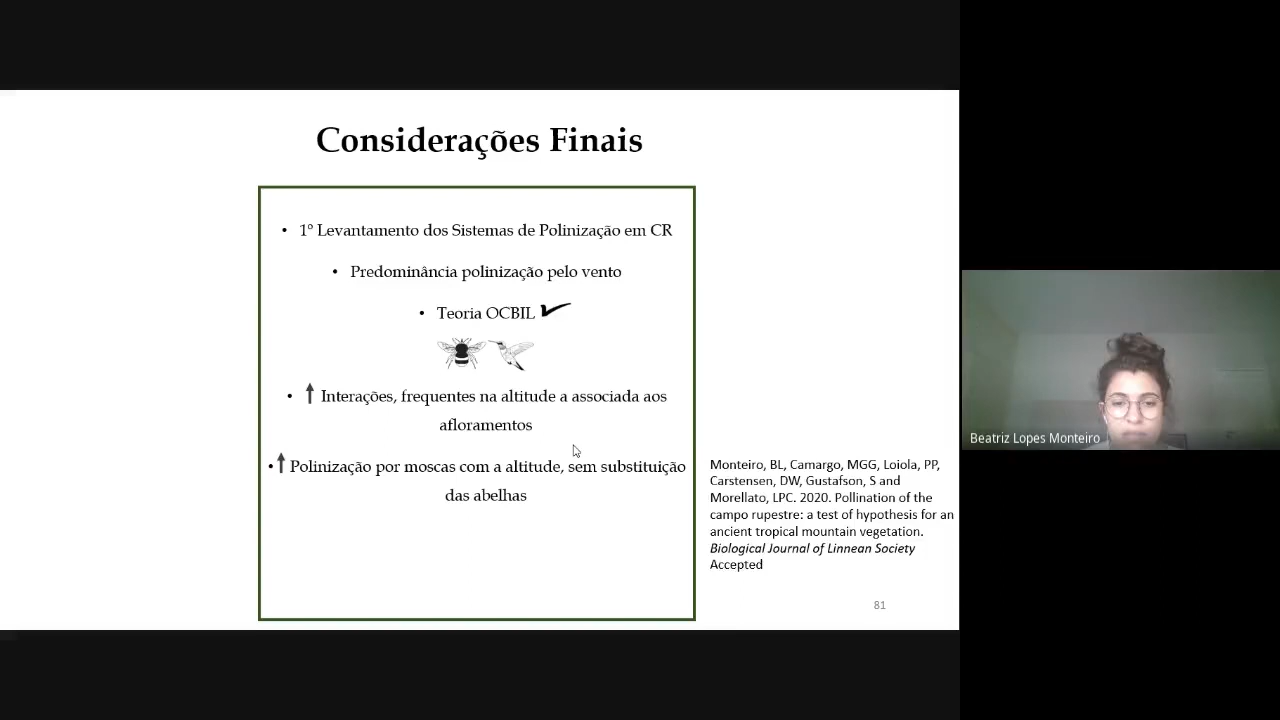 Considerações Finais
• 1º Levantamento dos Sistemas de Polinização em CR
• Predominância polinização pelo vento
• Teoria OCBIL
• Interações, frequentes na altitude a associada aos
afloramentos
• Polinização por moscas com a altitude, sem substituição
das abelhas
Monteiro, BL, Camargo, MGG, Loiola, PP,
Carstensen, DW, Gustafson, S and
Morellato, LPC. 2020. Pollination of the
campo rupestre: a test of hypothesis for an
ancient tropical mountain vegetation.
Biological Journal of Linnean Society
Accepted
81
Beatriz Lopes Monteiro